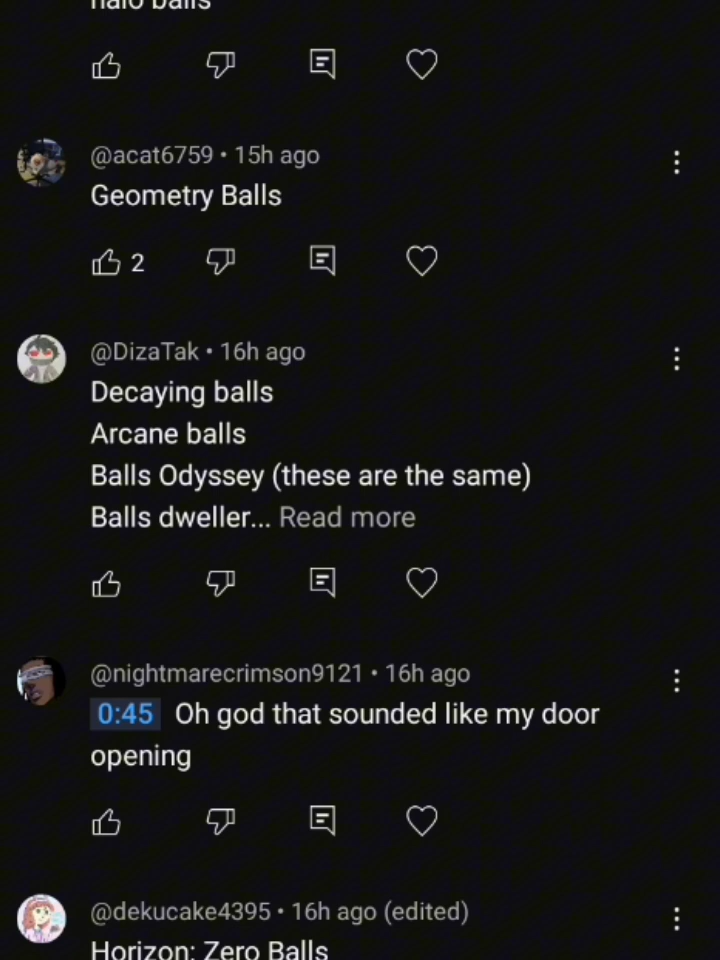 halo balls
@acat6759 • 15h ago
Geometry Balls
2
@DizaTak • 16h ago
Decaying balls
Arcane balls
Balls Odyssey (these are the same)
Balls dweller... Read more
@nightmarecrimson9121 • 16h ago
0:45 Oh god that sounded like my door
opening
@dekucake4395 • 16h ago (edited)
Horizon: Zero Balls